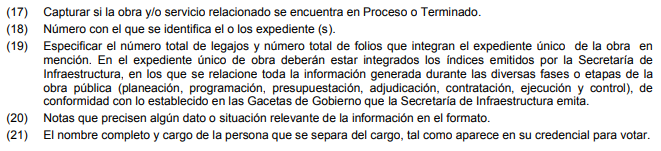 (17) Capturar si la obra y/o servicio relacionado se encuentra en Proceso o Terminado.
(18) Número con el que se identifica el o los expediente (s).
(19) Especificar el número total de legajos y número total de folios que integran el expediente único de la obra en
mención. En el expediente único de obra deberán estar integrados los índices emitidos por la Secretaría de
Infraestructura, en los que se relacione toda la información generada durante las diversas fases o etapas de la
obra pública (planeación, programación, presupuestación, adjudicación, contratación, ejecución y control), de
conformidad con lo establecido en las Gacetas de Gobierno que la Secretaría de Infraestructura emita.
(20) Notas que precisen algún dato o situación relevante de la información en el formato.
(21) El nombre completo y cargo de la persona que se separa del cargo, tal como aparece en su credencial para votar.